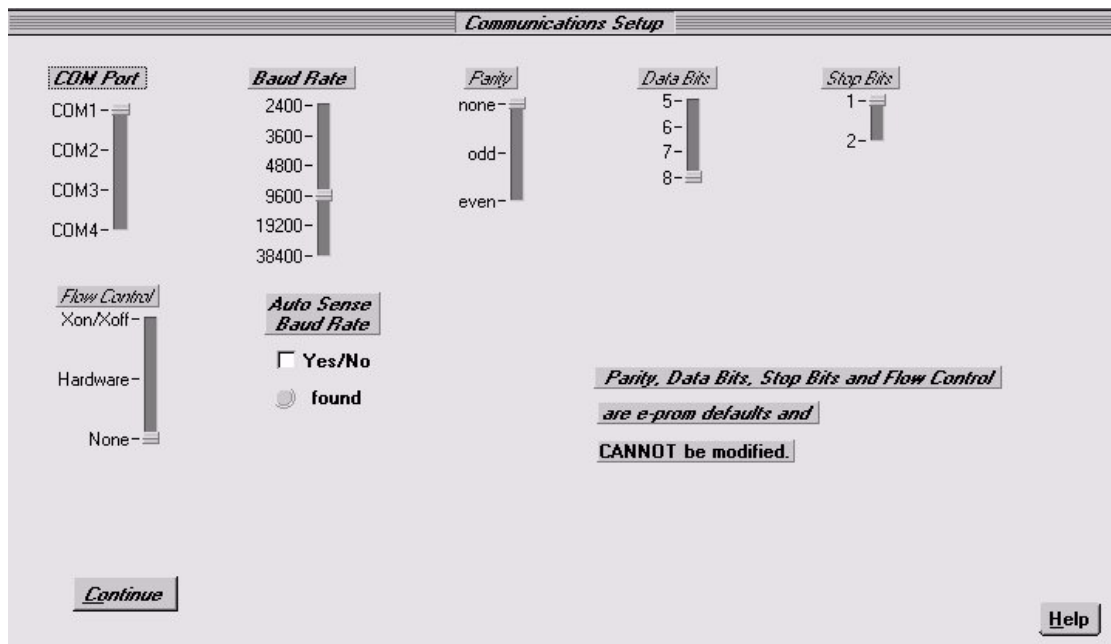 Communications Setup
COM Port
COM1
COM2
COM3
COM4
Baud Rate
2400
3600
4800
9600
19200
38400
Parity
none
odd
even
Data Bits
5
6
7
8
Stop Bits
1
2
Flow Control
Xon/Xoff
Hardware
None
Auto Sense
Baud Rate
Yes/No
found
Parity, Data Bits, Stop Bits and Flow Control
are e-prom defaults and
CANNOT be modified.
Continue
Help